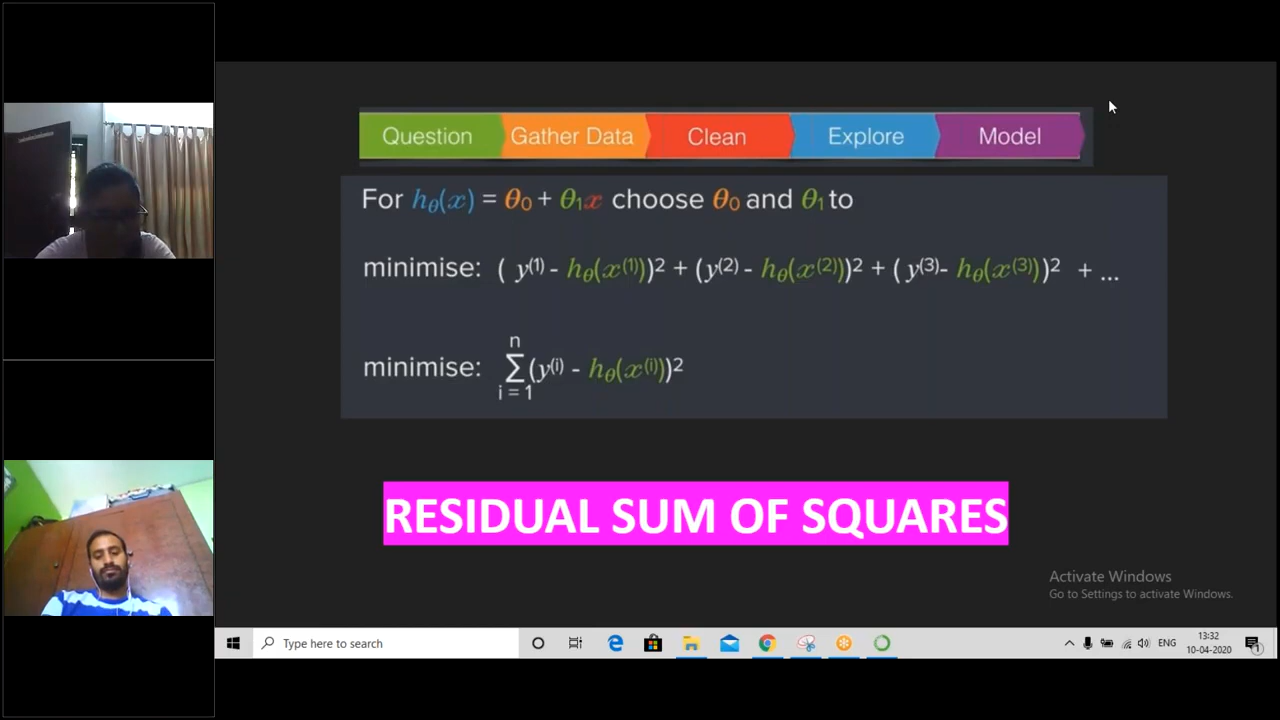 Question Gather Data Clean Explore Model
For hθ(x) = θ₀ + θ₁x choose θ₀ and θ₁ to
minimise: ( y⁽¹⁾ - hθ(x⁽¹⁾))² + (y⁽²⁾ - hθ(x⁽²⁾))² + ( y⁽³⁾- hθ(x⁽³⁾))² + ...
n
minimise: Σ(y⁽ⁱ⁾ - hθ(x⁽ⁱ⁾))²
i = 1
RESIDUAL SUM OF SQUARES
Activate Windows
Go to Settings to activate Windows.
Type here to search
ENG
13:32
10-04-2020
1